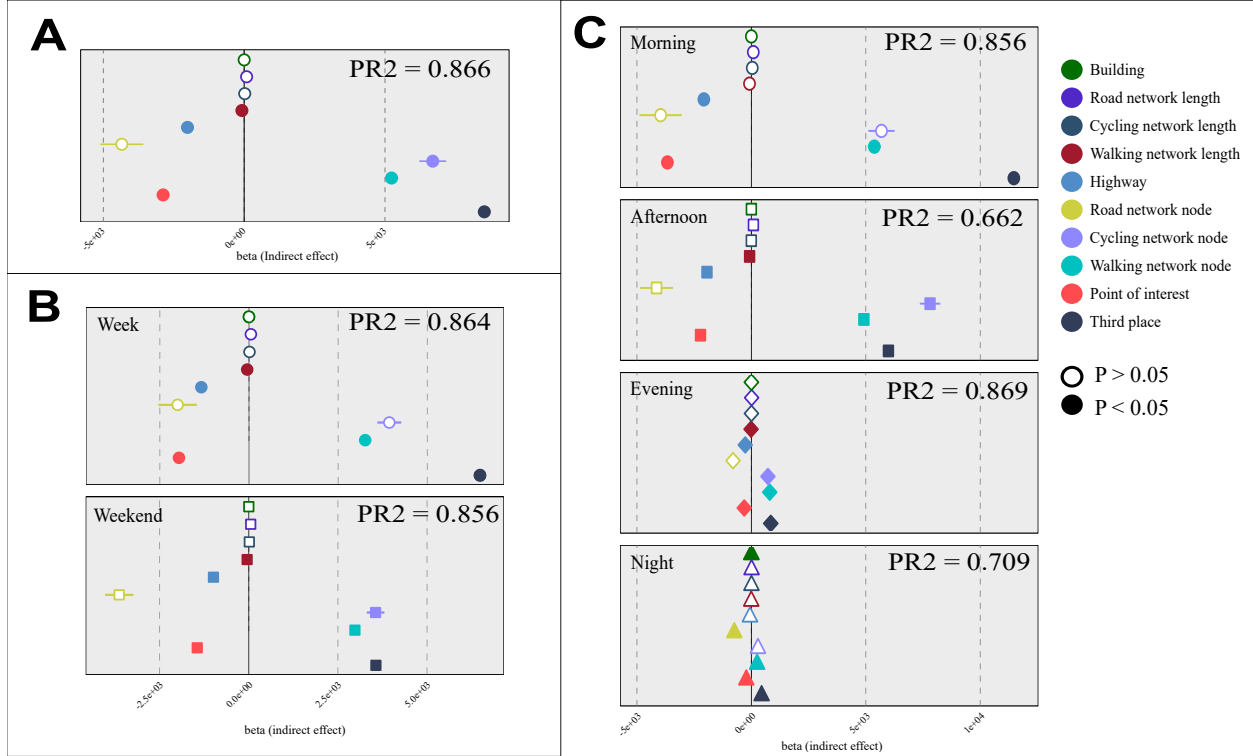 A
PR2 = 0.866
-5e+03
0e+00
5e+03
beta (Indirect effect)
B
Week
PR2 = 0.864
Weekend
PR2 = 0.856
-2.5e+03
0.0e+00
2.5e+03
5.0e+03
beta (indirect effect)
C
Morning
PR2 = 0.856
Afternoon
PR2 = 0.662
Evening
PR2 = 0.869
Night
PR2 = 0.709
-5e+03
0e+00
5e+03
1e+04
beta (indirect effect)
Building
Road network length
Cycling network length
Walking network length
Highway
Road network node
Cycling network node
Walking network node
Point of interest
Third place
P > 0.05
P < 0.05